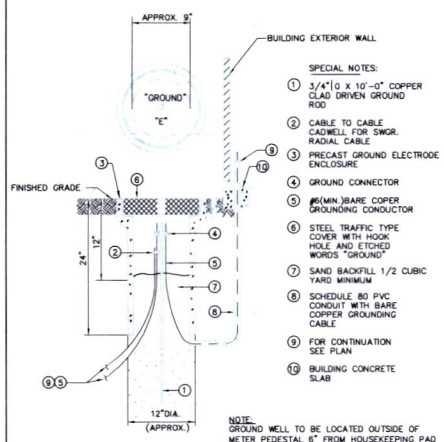 APPROX. 9"
BUILDING EXTERIOR WALL
"GROUND"
"E"
FINISHED GRADE
24"
12"
12"DIA.
(APPROX.)
3
6
9
10
4
2
5
7
8
9 5
1
SPECIAL NOTES:
1 3/4"|Q X 10'-0" COPPER
CLAD DRIVEN GROUND
ROD
2 CABLE TO CABLE
CADWELL FOR SWGR.
RADIAL CABLE
3 PRECAST GROUND ELECTRODE
ENCLOSURE
4 GROUND CONNECTOR
5 #6(MIN.)BARE COPER
GROUNDING CONDUCTOR
6 STEEL TRAFFIC TYPE
COVER WITH HOOK
HOLE AND ETCHED
WORDS "GROUND"
7 SAND BACKFILL 1/2 CUBIC
YARD MINIMUM
8 SCHEDULE 80 PVC
CONDUIT WITH BARE
COPPER GROUNDING
CABLE
9 FOR CONTINUATION
SEE PLAN
10 BUILDING CONCRETE
SLAB
NOTE:
GROUND WELL TO BE LOCATED OUTSIDE OF
METER PEDESTAL 6" FROM HOUSEKEEPING PAD